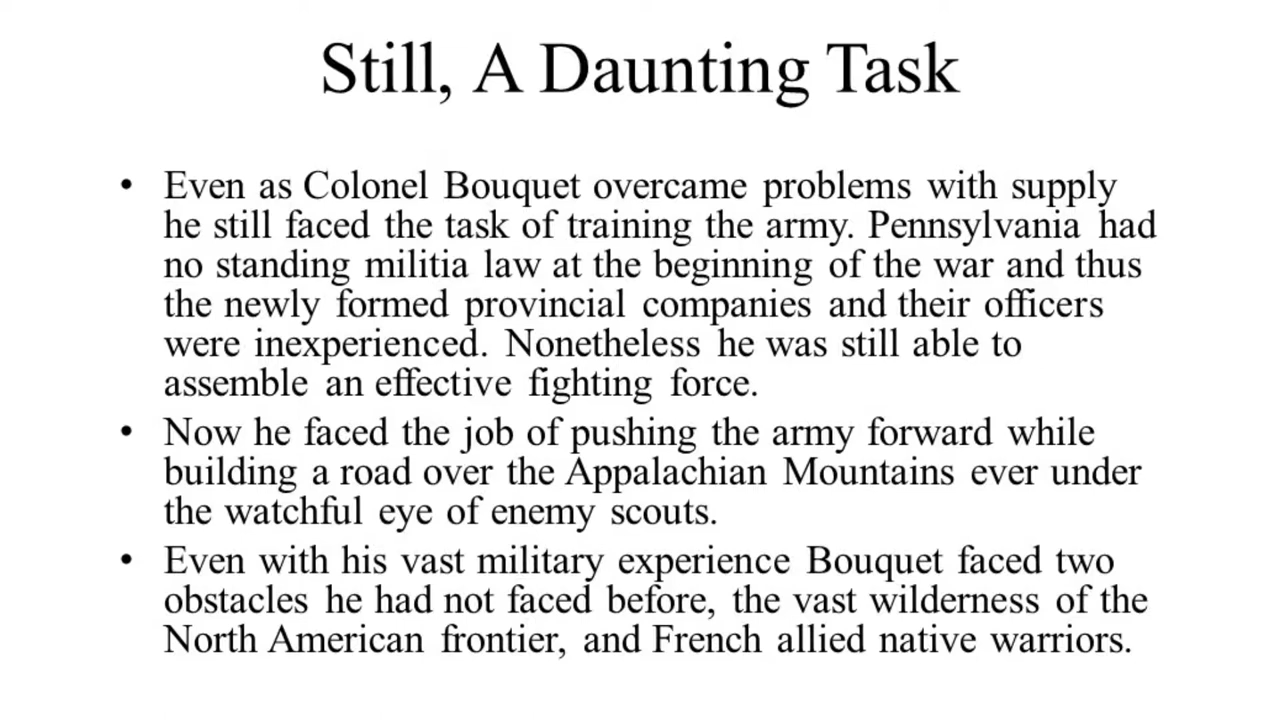 Still, A Daunting Task
• Even as Colonel Bouquet overcame problems with supply
he still faced the task of training the army. Pennsylvania had
no standing militia law at the beginning of the war and thus
the newly formed provincial companies and their officers
were inexperienced. Nonetheless he was still able to
assemble an effective fighting force.
• Now he faced the job of pushing the army forward while
building a road over the Appalachian Mountains ever under
the watchful eye of enemy scouts.
• Even with his vast military experience Bouquet faced two
obstacles he had not faced before, the vast wilderness of the
North American frontier, and French allied native warriors.